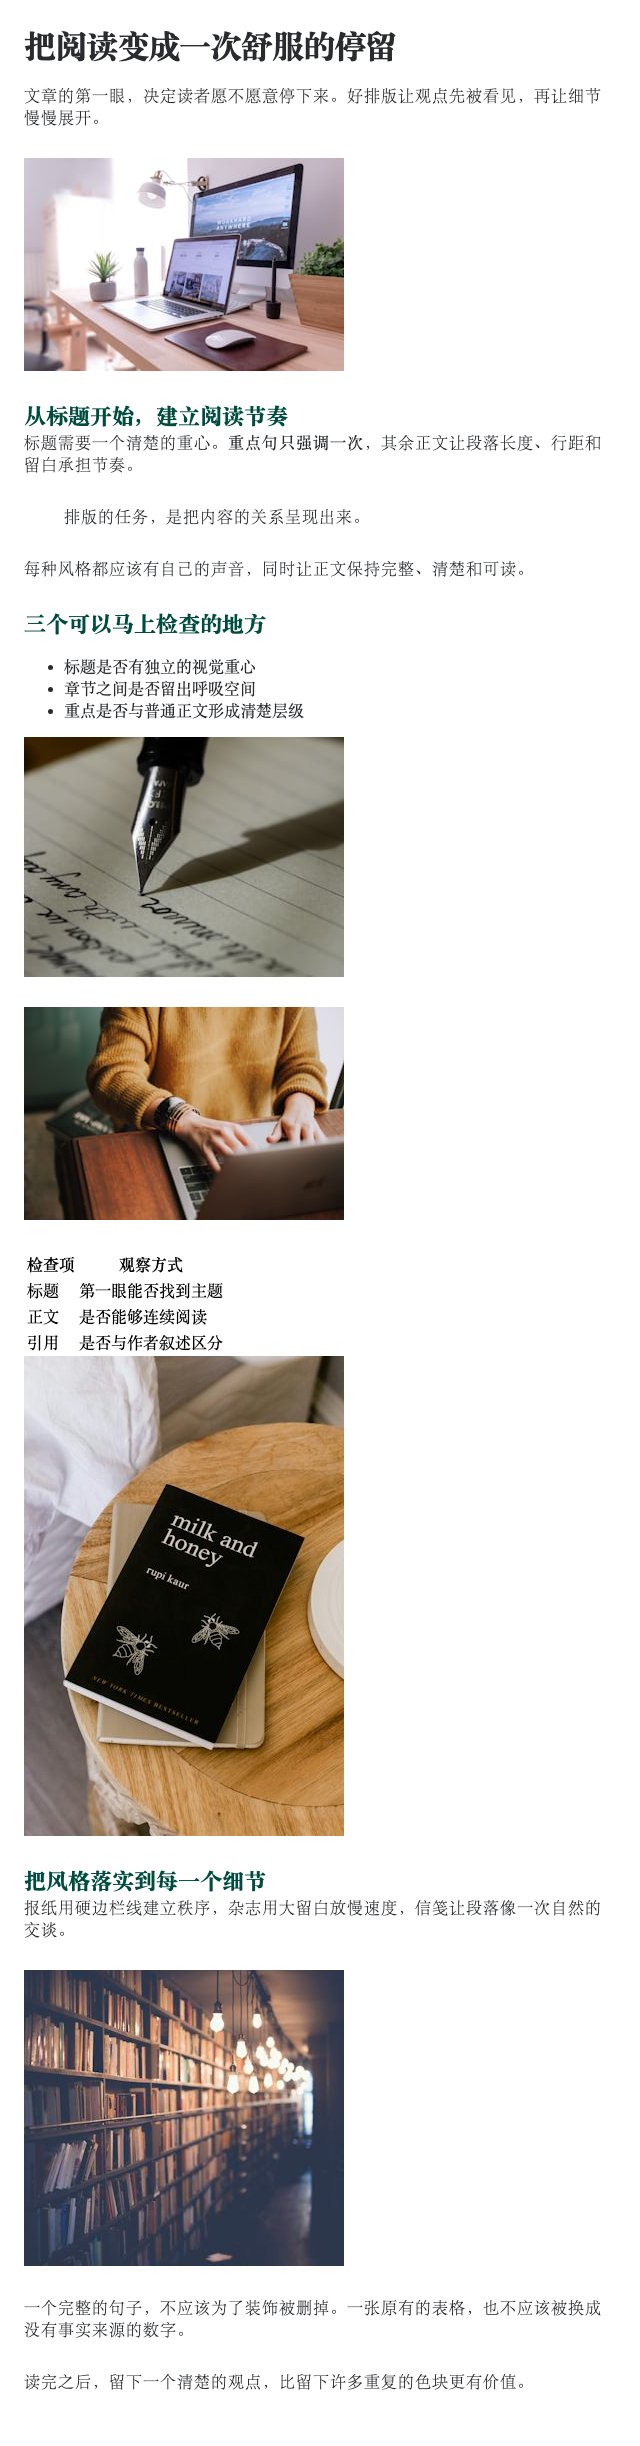 把阅读变成一次舒服的停留
文章的第一眼，决定读者愿不愿意停下来。好排版让观点先被看见，再让细节
慢慢展开。
WORK HARD
ANYWHERE
从标题开始，建立阅读节奏
标题需要一个清楚的重心。重点句只强调一次，其余正文让段落长度、行距和
留白承担节奏。
排版的任务，是把内容的关系呈现出来。
每种风格都应该有自己的声音，同时让正文保持完整、清楚和可读。
三个可以马上检查的地方
• 标题是否有独立的视觉重心
• 章节之间是否留出呼吸空间
• 重点是否与普通正文形成清楚层级
检查项 观察方式
标题 第一眼能否找到主题
正文 是否能够连续阅读
引用 是否与作者叙述区分
milk and
honey
rupi kaur
NEW YORK TIMES BESTSELLER
把风格落实到每一个细节
报纸用硬边栏线建立秩序，杂志用大留白放慢速度，信笺让段落像一次自然的
交谈。
一个完整的句子，不应该为了装饰被删掉。一张原有的表格，也不应该被换成
没有事实来源的数字。
读完之后，留下一个清楚的观点，比留下许多重复的色块更有价值。